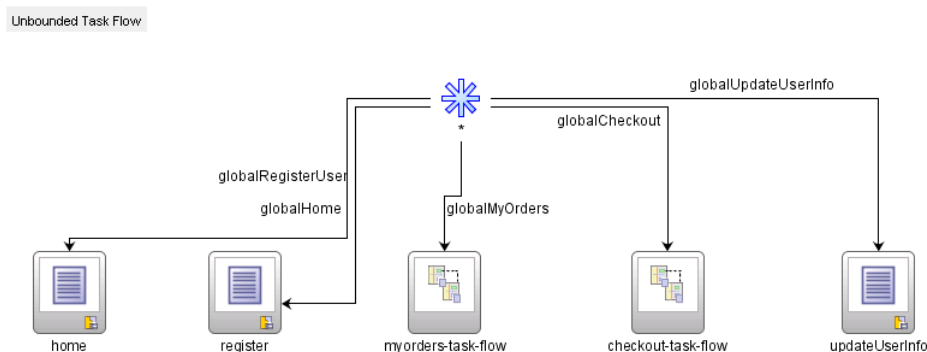 Unbounded Task Flow
globalUpdateUserInfo
globalCheckout
*
globalRegisterUser
globalHome
globalMyOrders
home
register
myorders-task-flow
checkout-task-flow
updateUserInfo